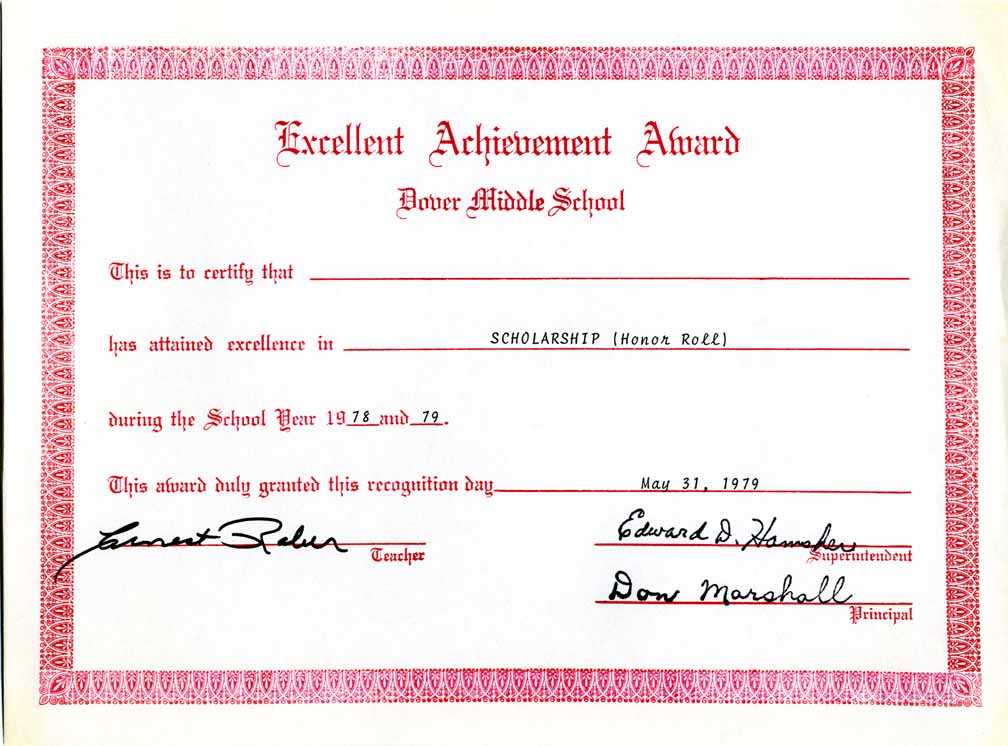 Excellent Achievement Award
Dover Middle School
This is to certify that
has attained excellence in SCHOLARSHIP (Honor Roll)
during the School Year 1978 and 79.
This award duly granted this recognition day May 31, 1979
Ernest Raber Edward D. Hamsher
Teacher Superintendent
Don Marshall
Principal